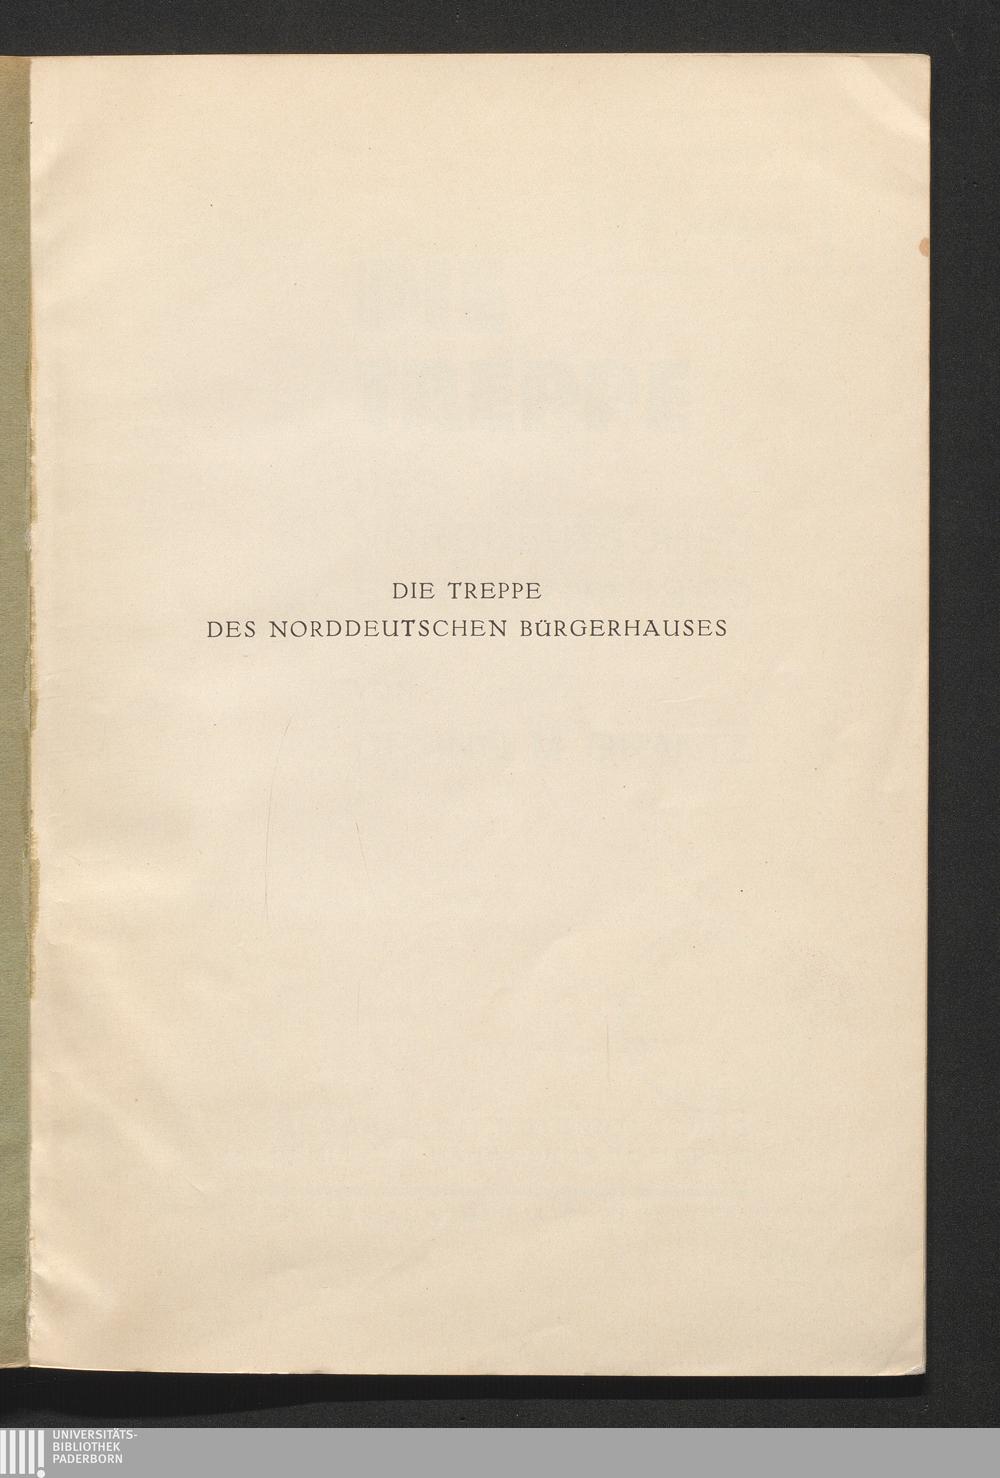 DIE TREPPE
DES NORDDEUTSCHEN BÜRGERHAUSES
UNIVERSITÄTS-
BIBLIOTHEK
PADERBORN